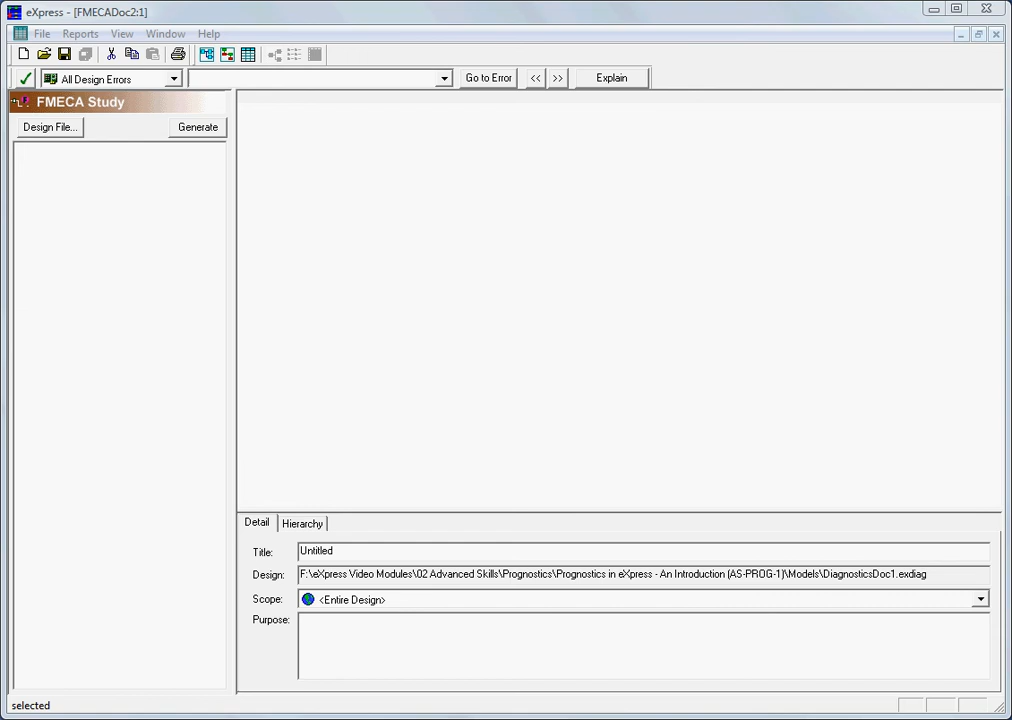 eXpress - [FMECADoc2:1]
File Reports View Window Help
All Design Errors Go to Error << >> Explain
FMECA Study
Design File... Generate
Detail Hierarchy
Title: Untitled
Design: F:\eXpress Video Modules\02 Advanced Skills\Prognostics\Prognostics in eXpress - An Introduction (AS-PROG-1)\Models\DiagnosticsDoc1.exdiag
Scope: <Entire Design>
Purpose:
selected